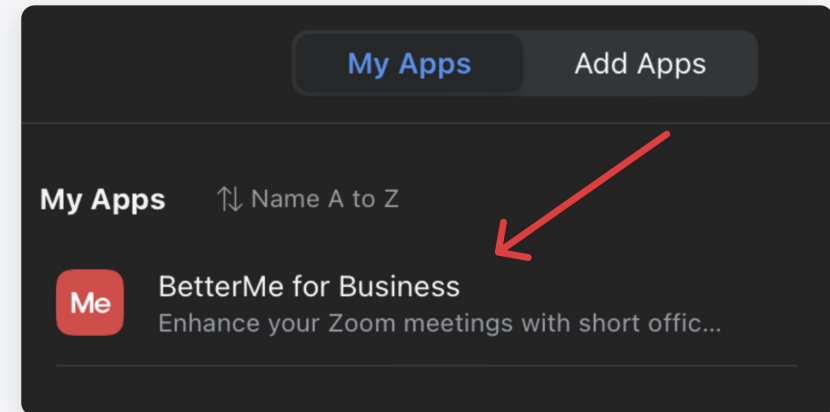 My Apps Add Apps
My Apps Name A to Z
Me
BetterMe for Business
Enhance your Zoom meetings with short offic...